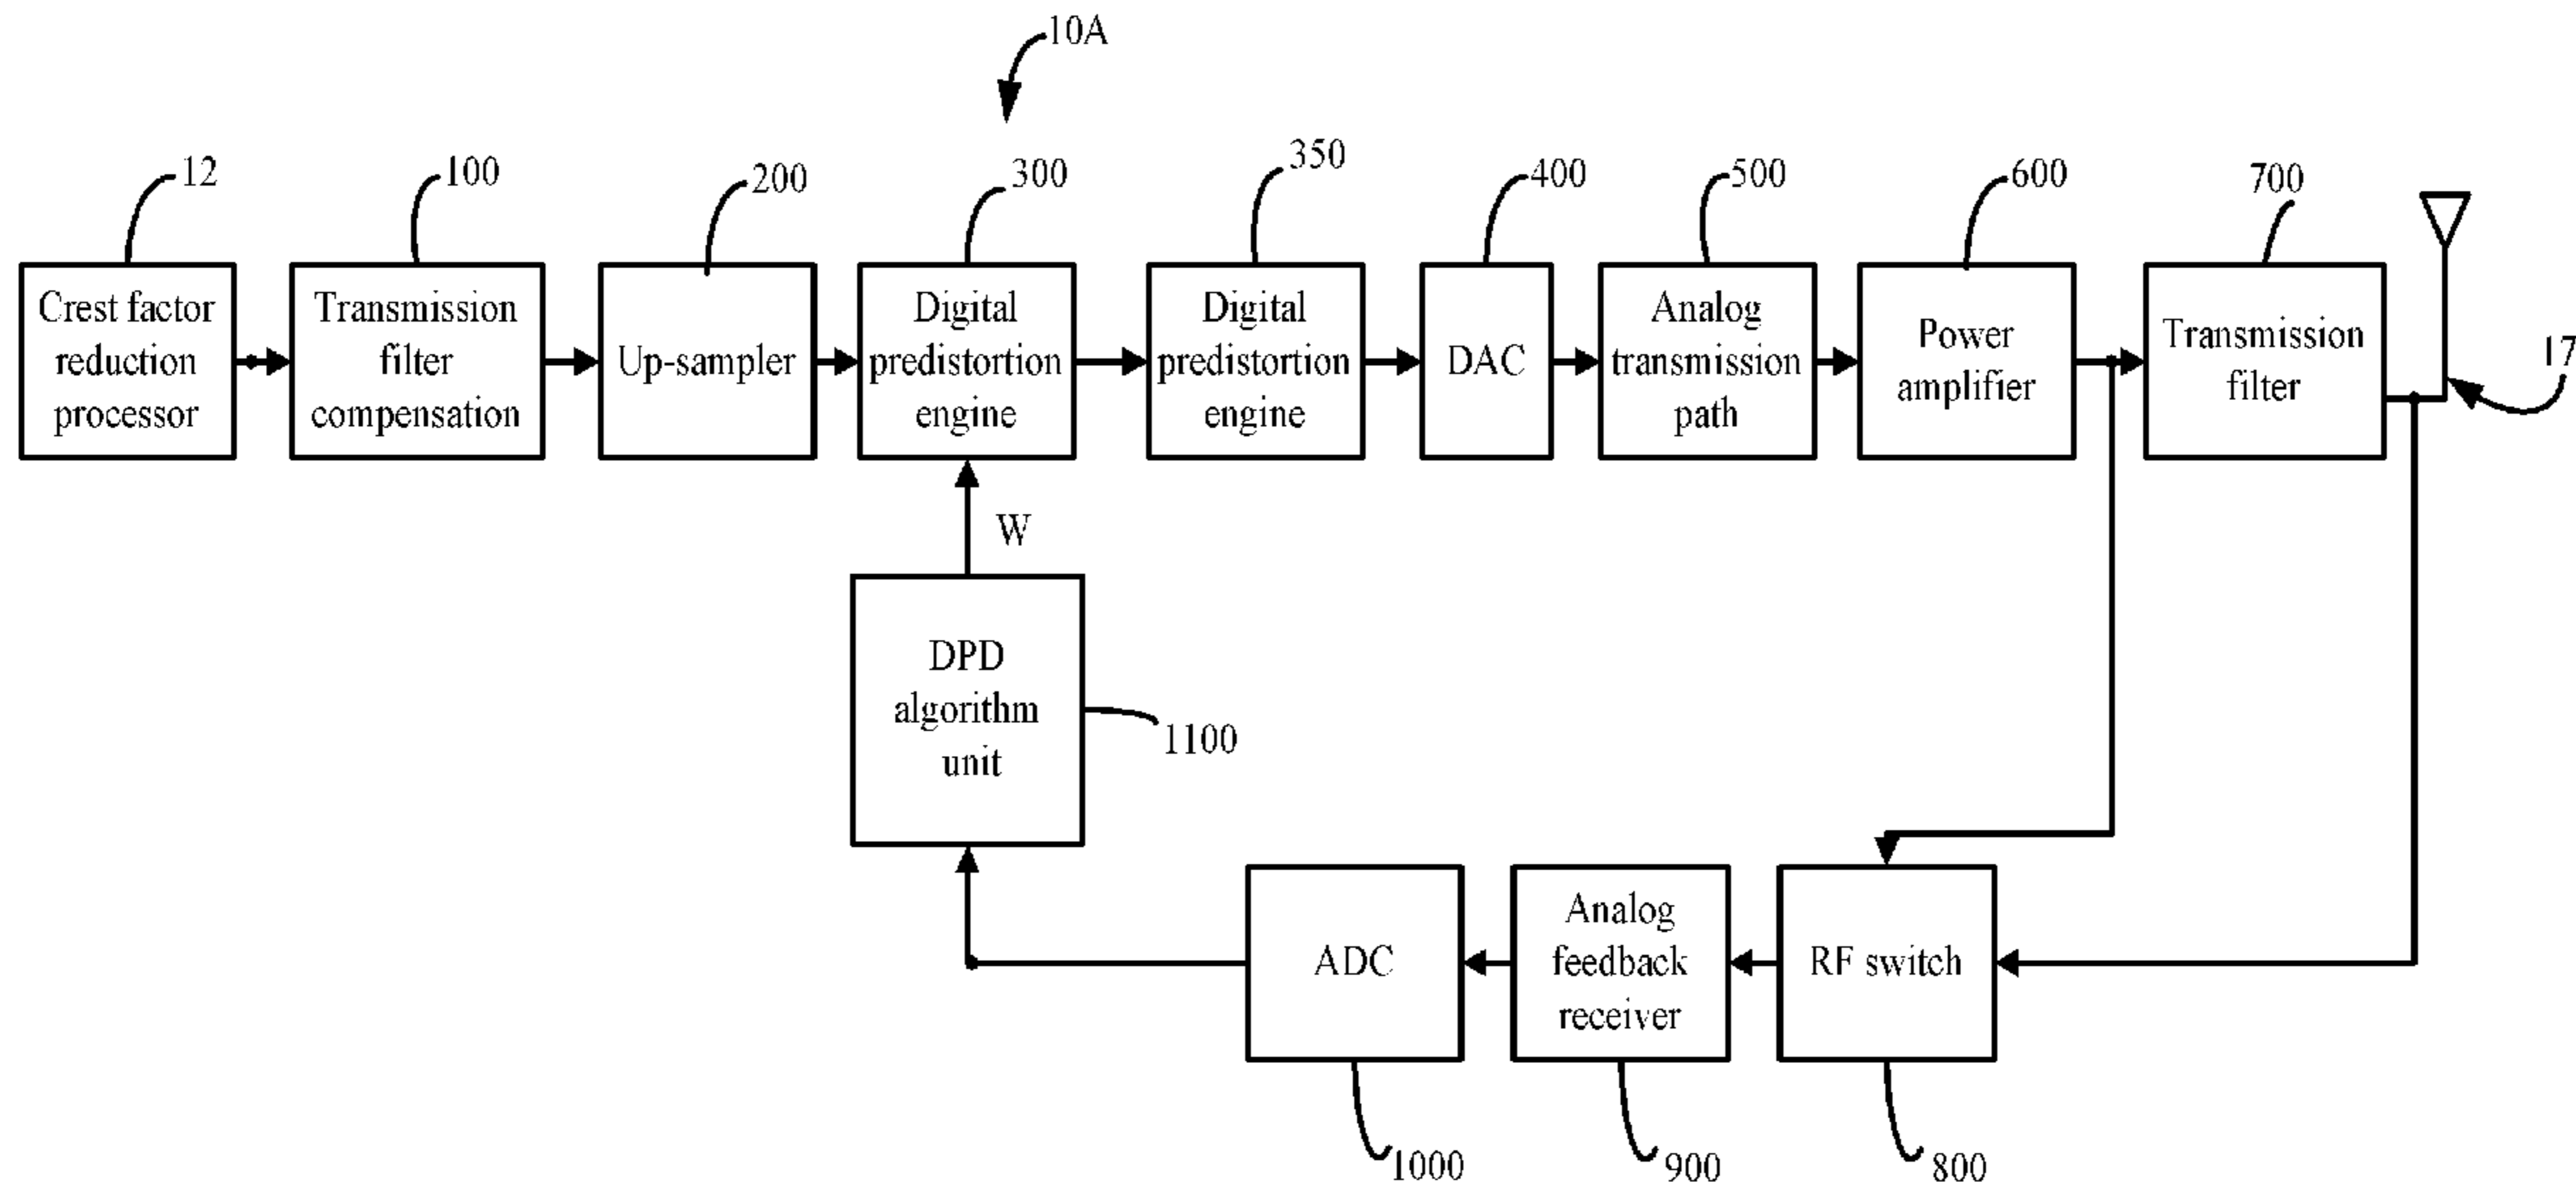 10A
12
100
200
300
350
400
500
600
700
Crest factor
reduction
processor
Transmission
filter
compensation
Up-sampler
Digital
predistortion
engine
Digital
predistortion
engine
DAC
Analog
transmission
path
Power
amplifier
Transmission
filter
17
W
DPD
algorithm
unit
1100
ADC
Analog
feedback
receiver
RF switch
1000
900
800